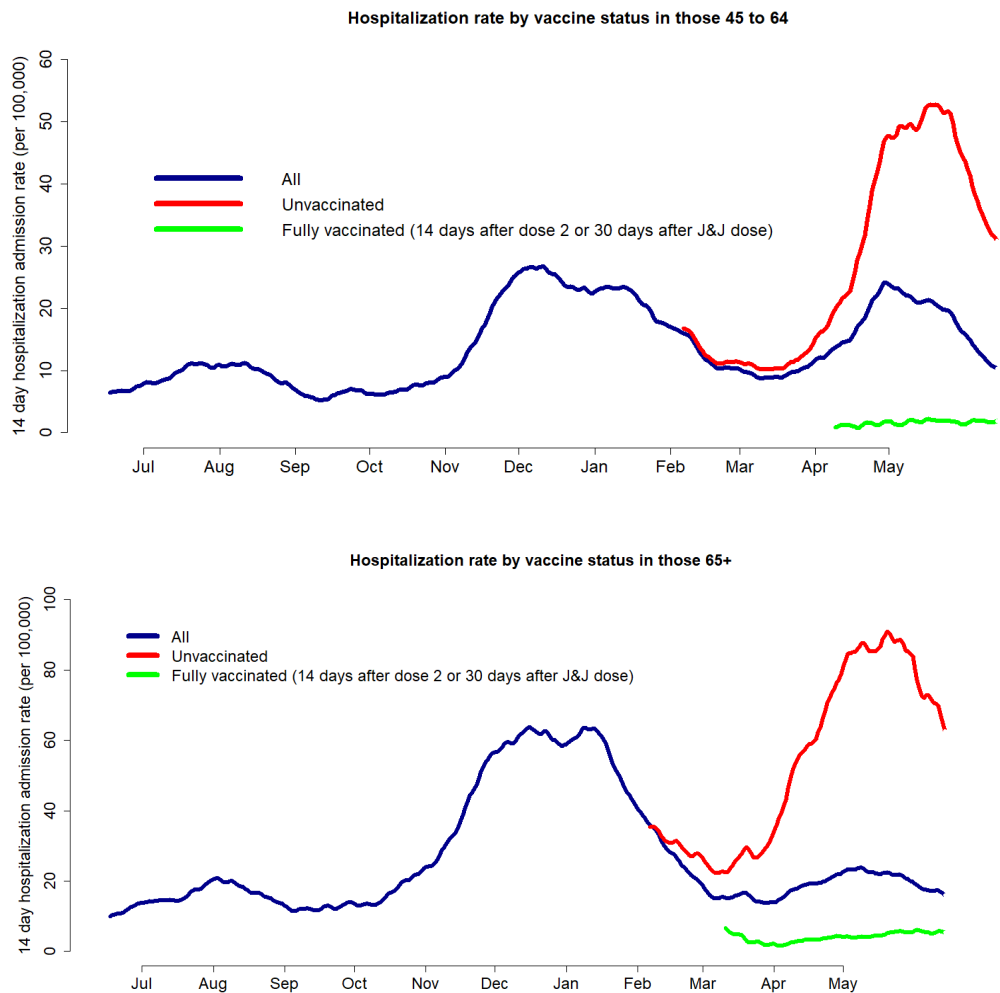 Hospitalization rate by vaccine status in those 45 to 64
14 day hospitalization admission rate (per 100,000)
60
50
40
30
20
10
0
All
Unvaccinated
Fully vaccinated (14 days after dose 2 or 30 days after J&J dose)
Jul Aug Sep Oct Nov Dec Jan Feb Mar Apr May
Hospitalization rate by vaccine status in those 65+
14 day hospitalization admission rate (per 100,000)
100
80
60
40
20
0
All
Unvaccinated
Fully vaccinated (14 days after dose 2 or 30 days after J&J dose)
Jul Aug Sep Oct Nov Dec Jan Feb Mar Apr May